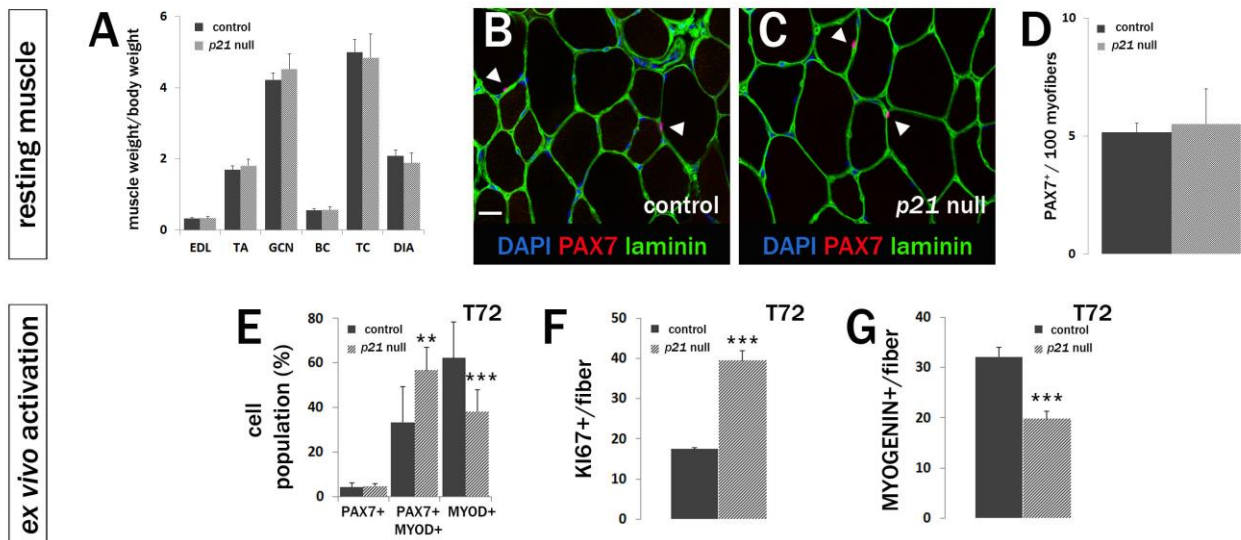 resting muscle
A
muscle weight/body weight
6
4
2
0
control
p21 null
EDL TA GCN BC TC DIA
B
control
DAPI PAX7 laminin
C
p21 null
DAPI PAX7 laminin
D
PAX7+/ 100 myofibers
10
5
0
control
p21 null
ex vivo activation
E
T72
cell
population (%)
80
60
40
20
0
control
p21 null
**
***
PAX7+ PAX7+ MYOD+
MYOD+
F
T72
KI67+/fiber
50
40
30
20
10
0
control
p21 null
***
G
T72
MYOGENIN+/fiber
40
30
20
10
0
control
p21 null
***